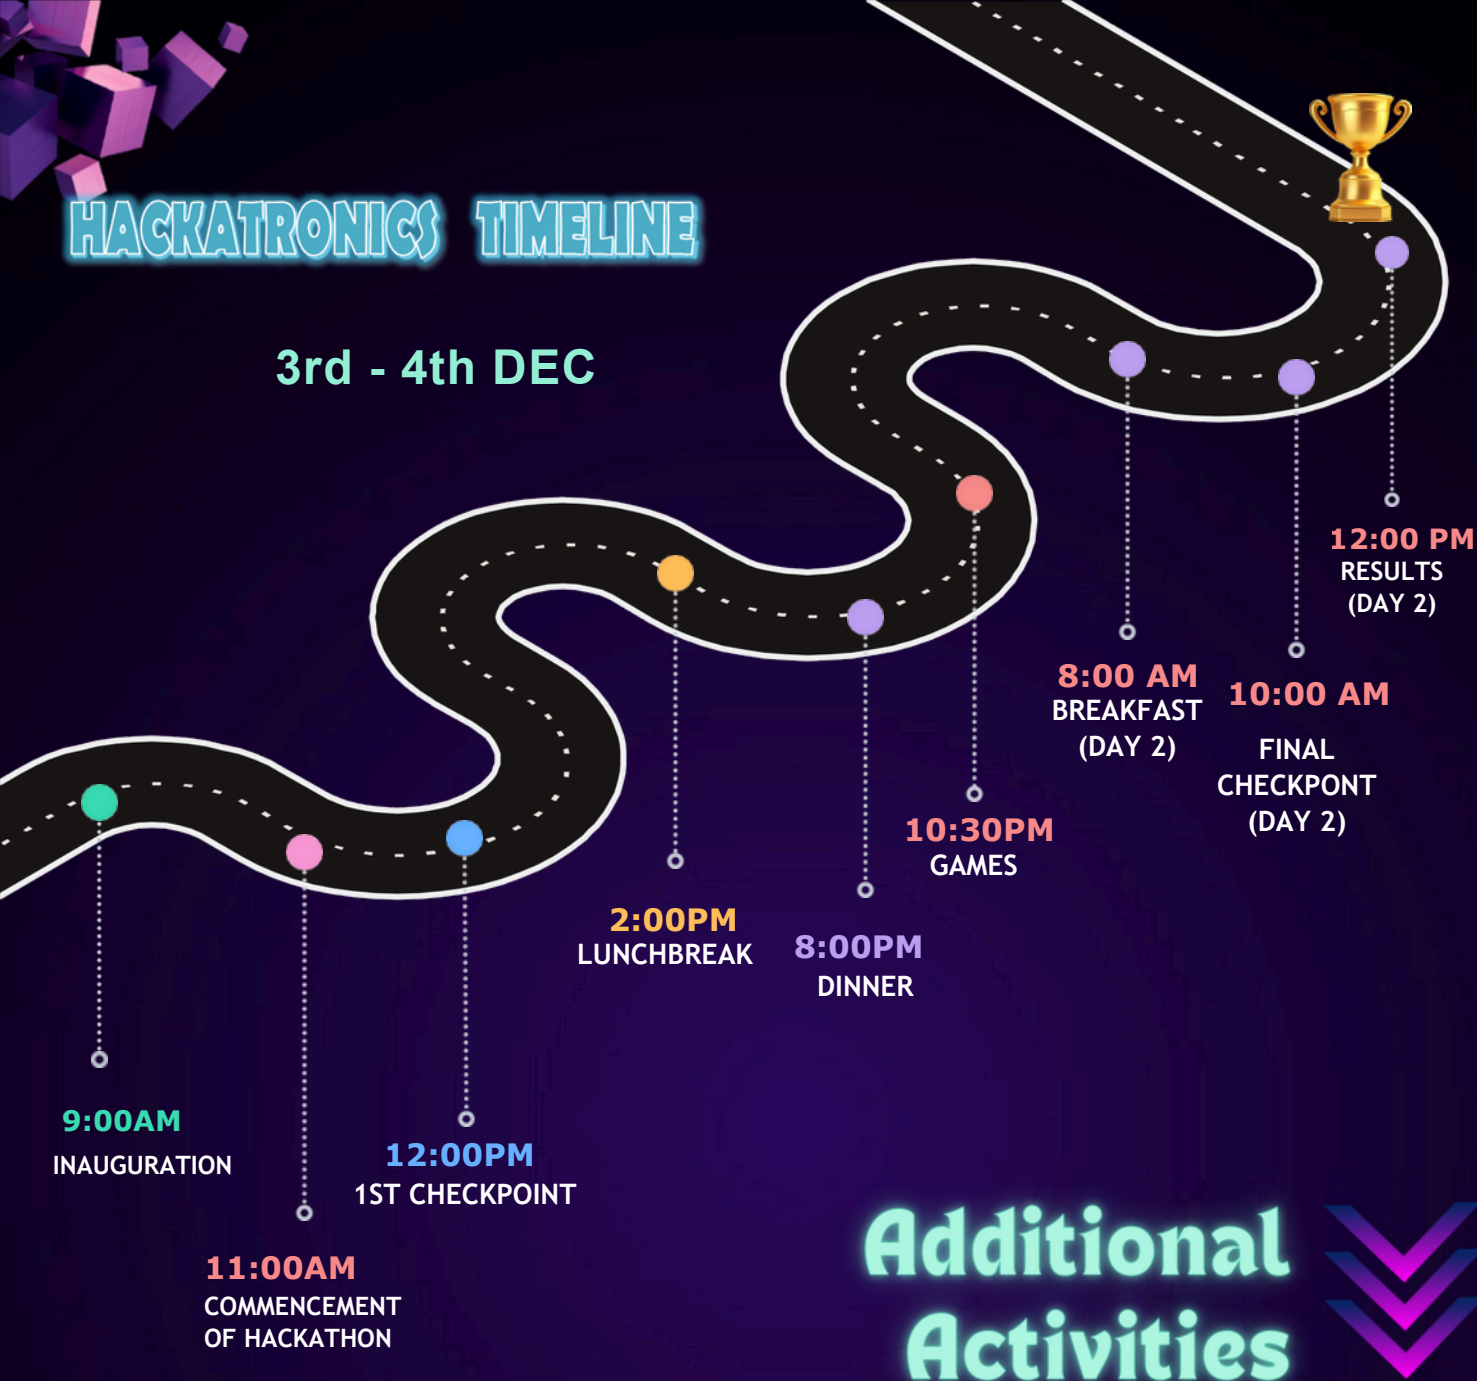 HACKATRONICS TIMELINE
3rd - 4th DEC
9:00AM
INAUGURATION
11:00AM
COMMENCEMENT
OF HACKATHON
12:00PM
1ST CHECKPOINT
2:00PM
LUNCHBREAK
8:00PM
DINNER
10:30PM
GAMES
8:00 AM
BREAKFAST
(DAY 2)
10:00 AM
FINAL
CHECKPONT
(DAY 2)
12:00 PM
RESULTS
(DAY 2)
Additional
Activities